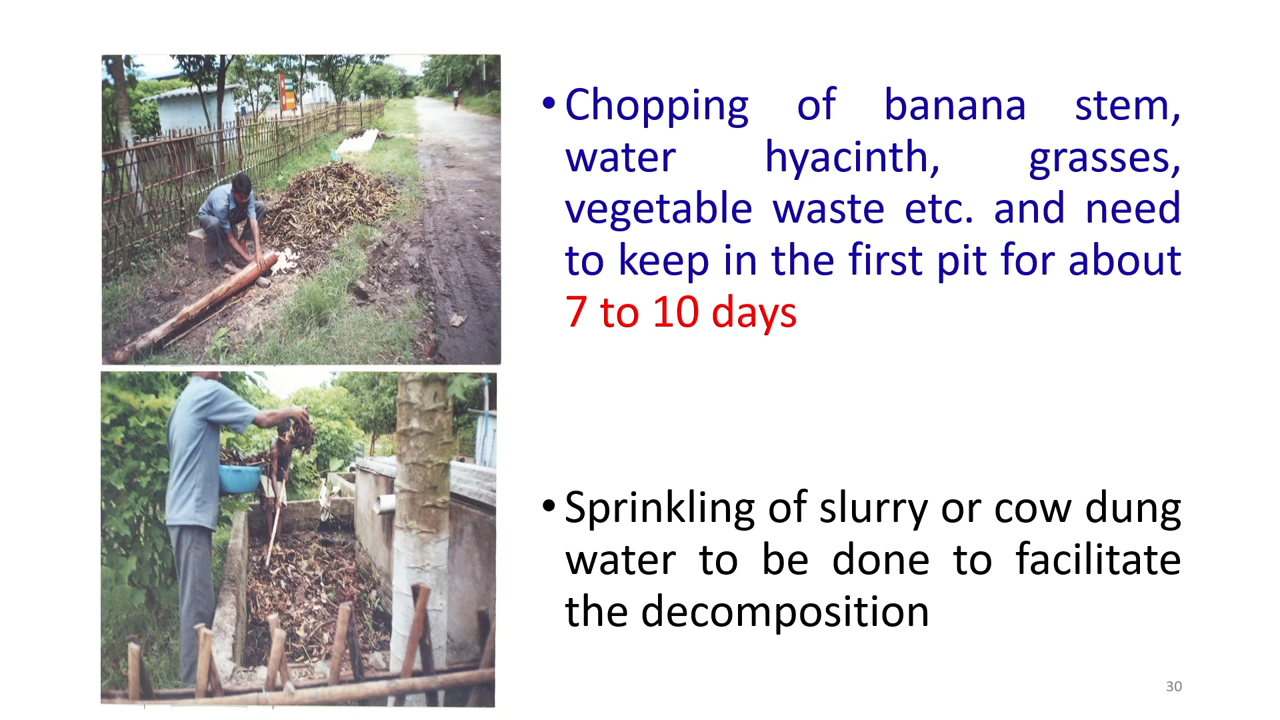 • Chopping of banana stem,
water hyacinth, grasses,
vegetable waste etc. and need
to keep in the first pit for about
7 to 10 days
• Sprinkling of slurry or cow dung
water to be done to facilitate
the decomposition
30